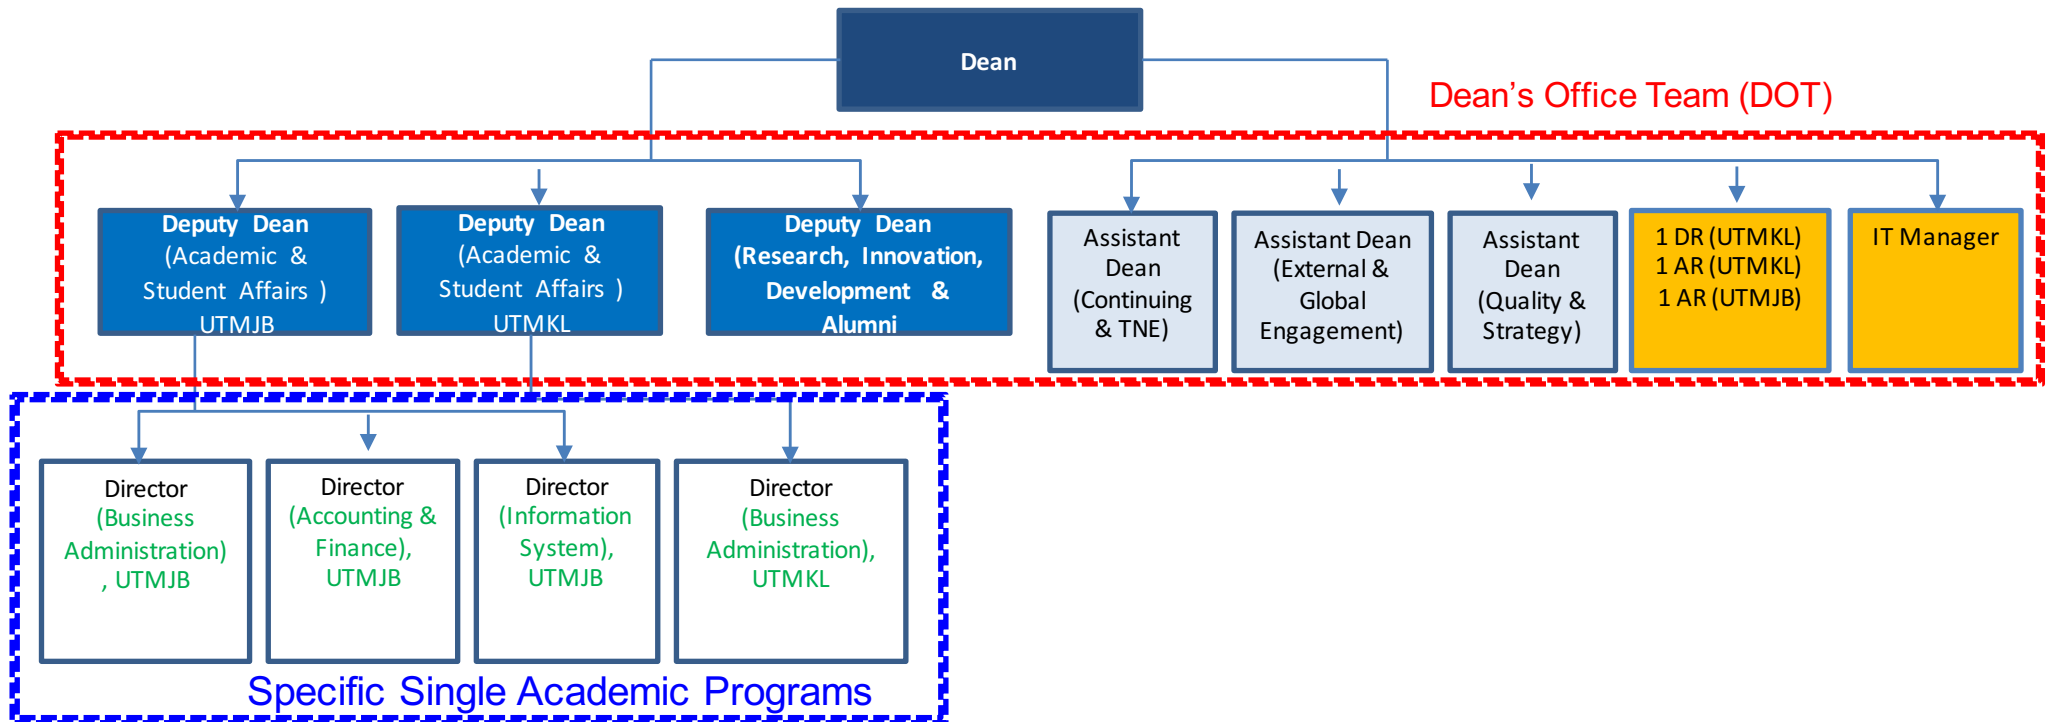 Dean
Dean’s Office Team (DOT)
Deputy Dean
(Academic &
Student Affairs )
UTMJB
Deputy Dean
(Academic &
Student Affairs )
UTMKL
Deputy Dean
(Research, Innovation,
Development &
Alumni
Assistant
Dean
(Continuing
& TNE)
Assistant Dean
(External &
Global
Engagement)
Assistant
Dean
(Quality &
Strategy)
1 DR (UTMKL)
1 AR (UTMKL)
1 AR (UTMJB)
IT Manager
Director
(Business
Administration)
, UTMJB
Director
(Accounting &
Finance),
UTMJB
Director
(Information
System),
UTMJB
Director
(Business
Administration),
UTMKL
Specific Single Academic Programs